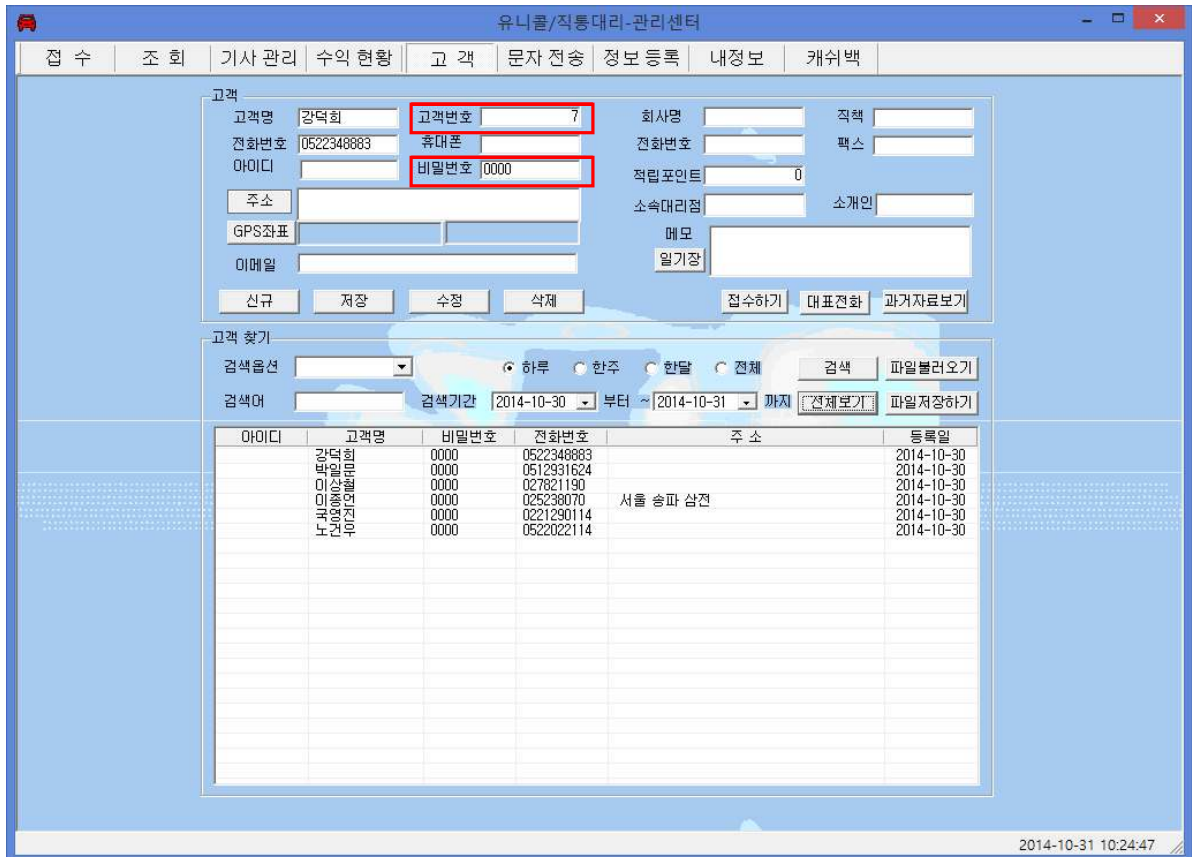 유니콜/직통대리-관리센터
접 수 조 회 기사 관리 수익 현황 고 객 문자 전송 정보 등록 내정보 캐쉬백
고객
고객명 강덕희 고객번호 7 회사명 직책
전화번호 0522348883 휴대폰 전화번호 팩스
아이디 비밀번호 0000 적립포인트 0
주소 소속대리점 소개인
GPS좌표 메모
이메일 일기장
신규 저장 수정 삭제 접수하기 대표전화 과거자료보기
고객 찾기
검색옵션 하루 한주 한달 전체 검색 파일불러오기
검색어 검색기간 2014-10-30 부터 ~ 2014-10-31 까지 전체보기 파일저장하기
아이디 고객명 비밀번호 전화번호 주 소 등록일
강덕희 0000 0522348883 2014-10-30
박일문 0000 0512931624 2014-10-30
이상철 0000 027821190 2014-10-30
이종언 0000 025238070 서울 송파 삼전 2014-10-30
국영진 0000 0221290114 2014-10-30
노건우 0000 0522022114 2014-10-30
2014-10-31 10:24:47